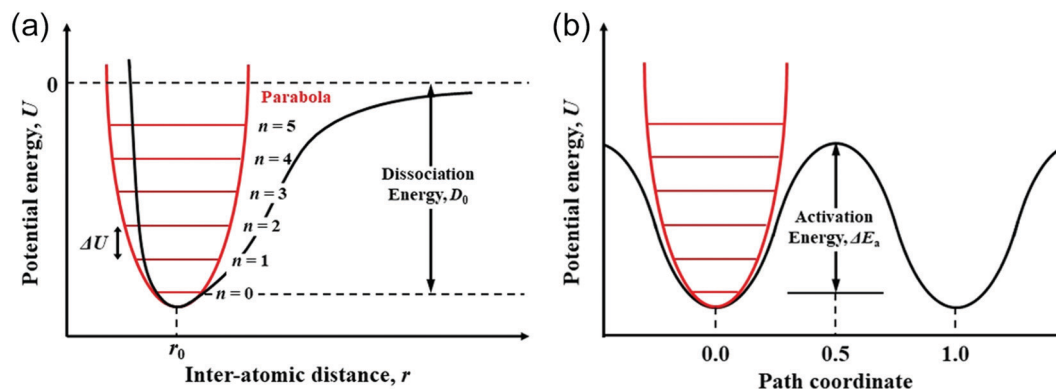 (a)
Potential energy, U
0
Parabola
n = 5
n = 4
n = 3
n = 2
n = 1
n = 0
ΔU
Dissociation
Energy, D₀
r₀
Inter-atomic distance, r
(b)
Potential energy, U
Activation
Energy, ΔEₐ
0.0
0.5
1.0
Path coordinate